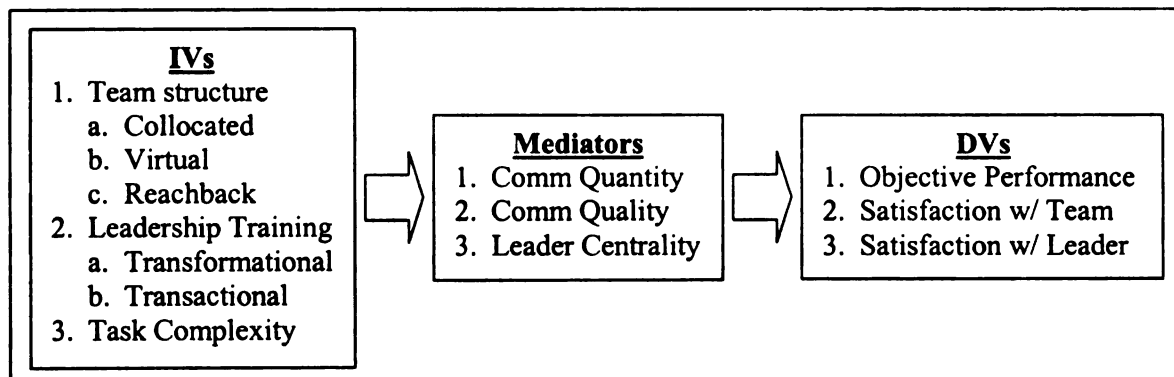 IVs
1. Team structure
a. Collocated
b. Virtual
c. Reachback
2. Leadership Training
a. Transformational
b. Transactional
3. Task Complexity
Mediators
1. Comm Quantity
2. Comm Quality
3. Leader Centrality
DVs
1. Objective Performance
2. Satisfaction w/ Team
3. Satisfaction w/ Leader